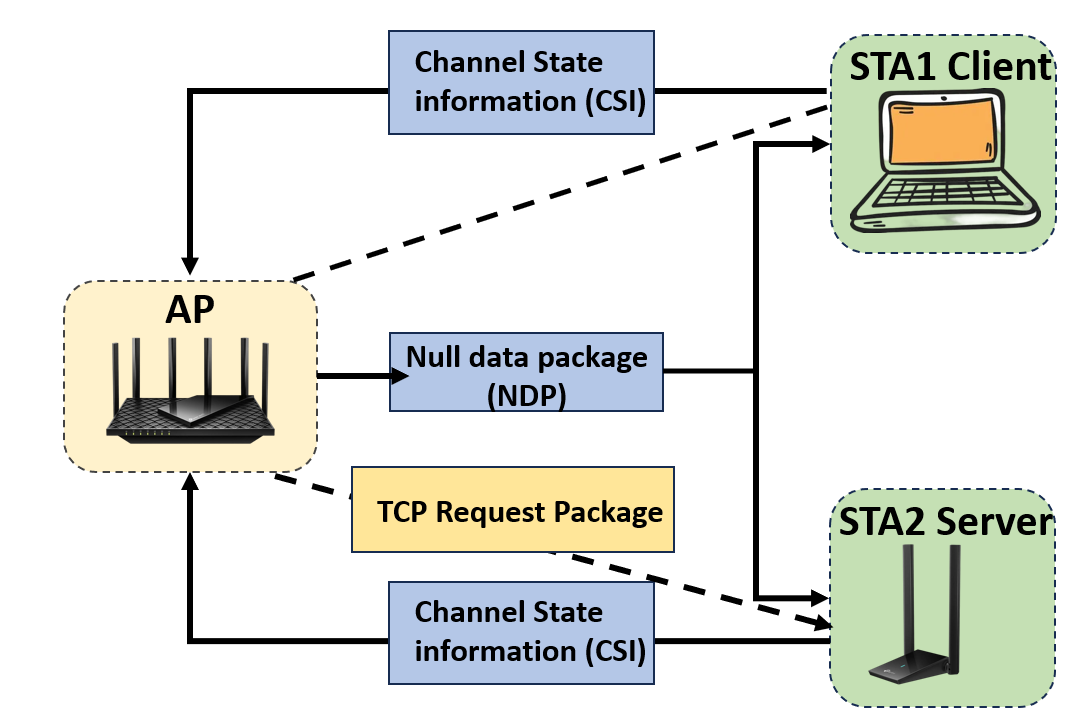 Channel State
information (CSI)
STA1 Client
AP
Null data package
(NDP)
TCP Request Package
STA2 Server
Channel State
information (CSI)